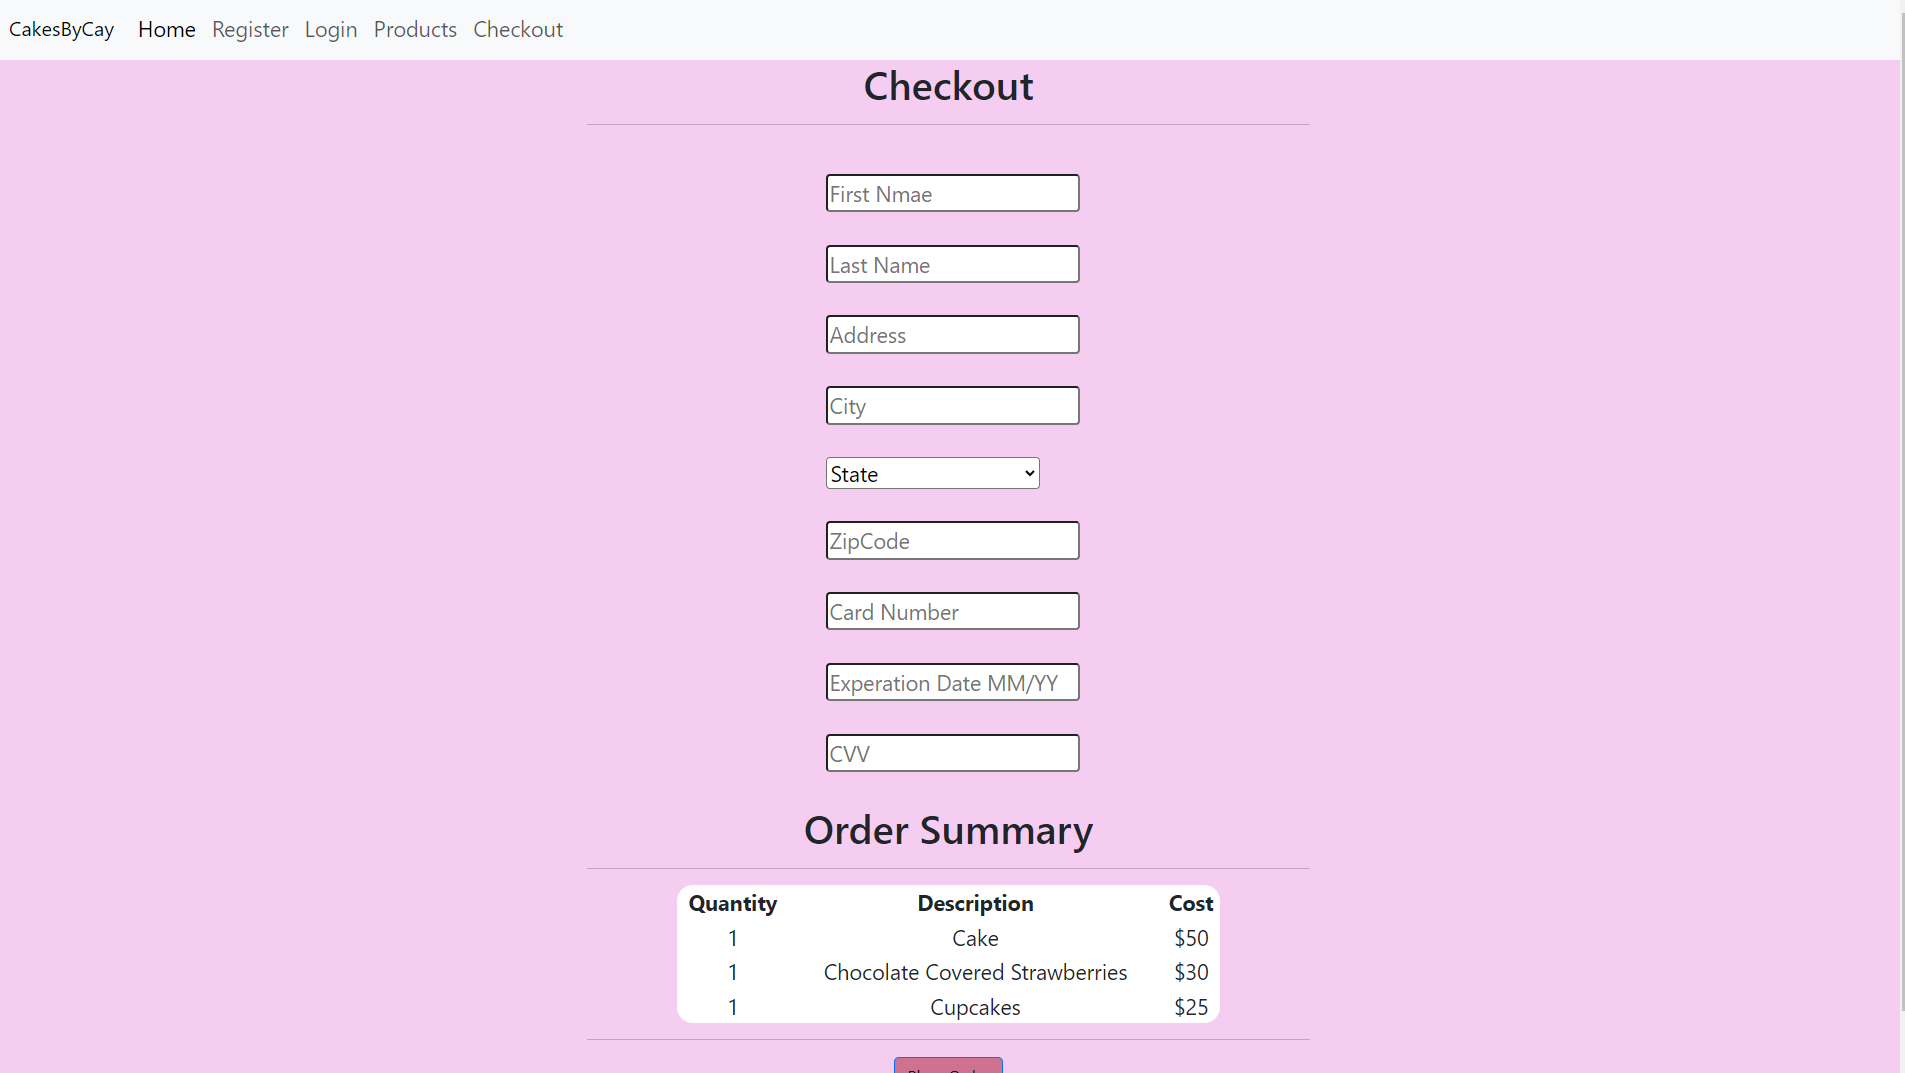 CakesByCay Home Register Login Products Checkout
Checkout
First Nmae
Last Name
Address
City
State
ZipCode
Card Number
Experation Date MM/YY
CVV
Order Summary
Quantity Description Cost
1 Cake $50
1 Chocolate Covered Strawberries $30
1 Cupcakes $25